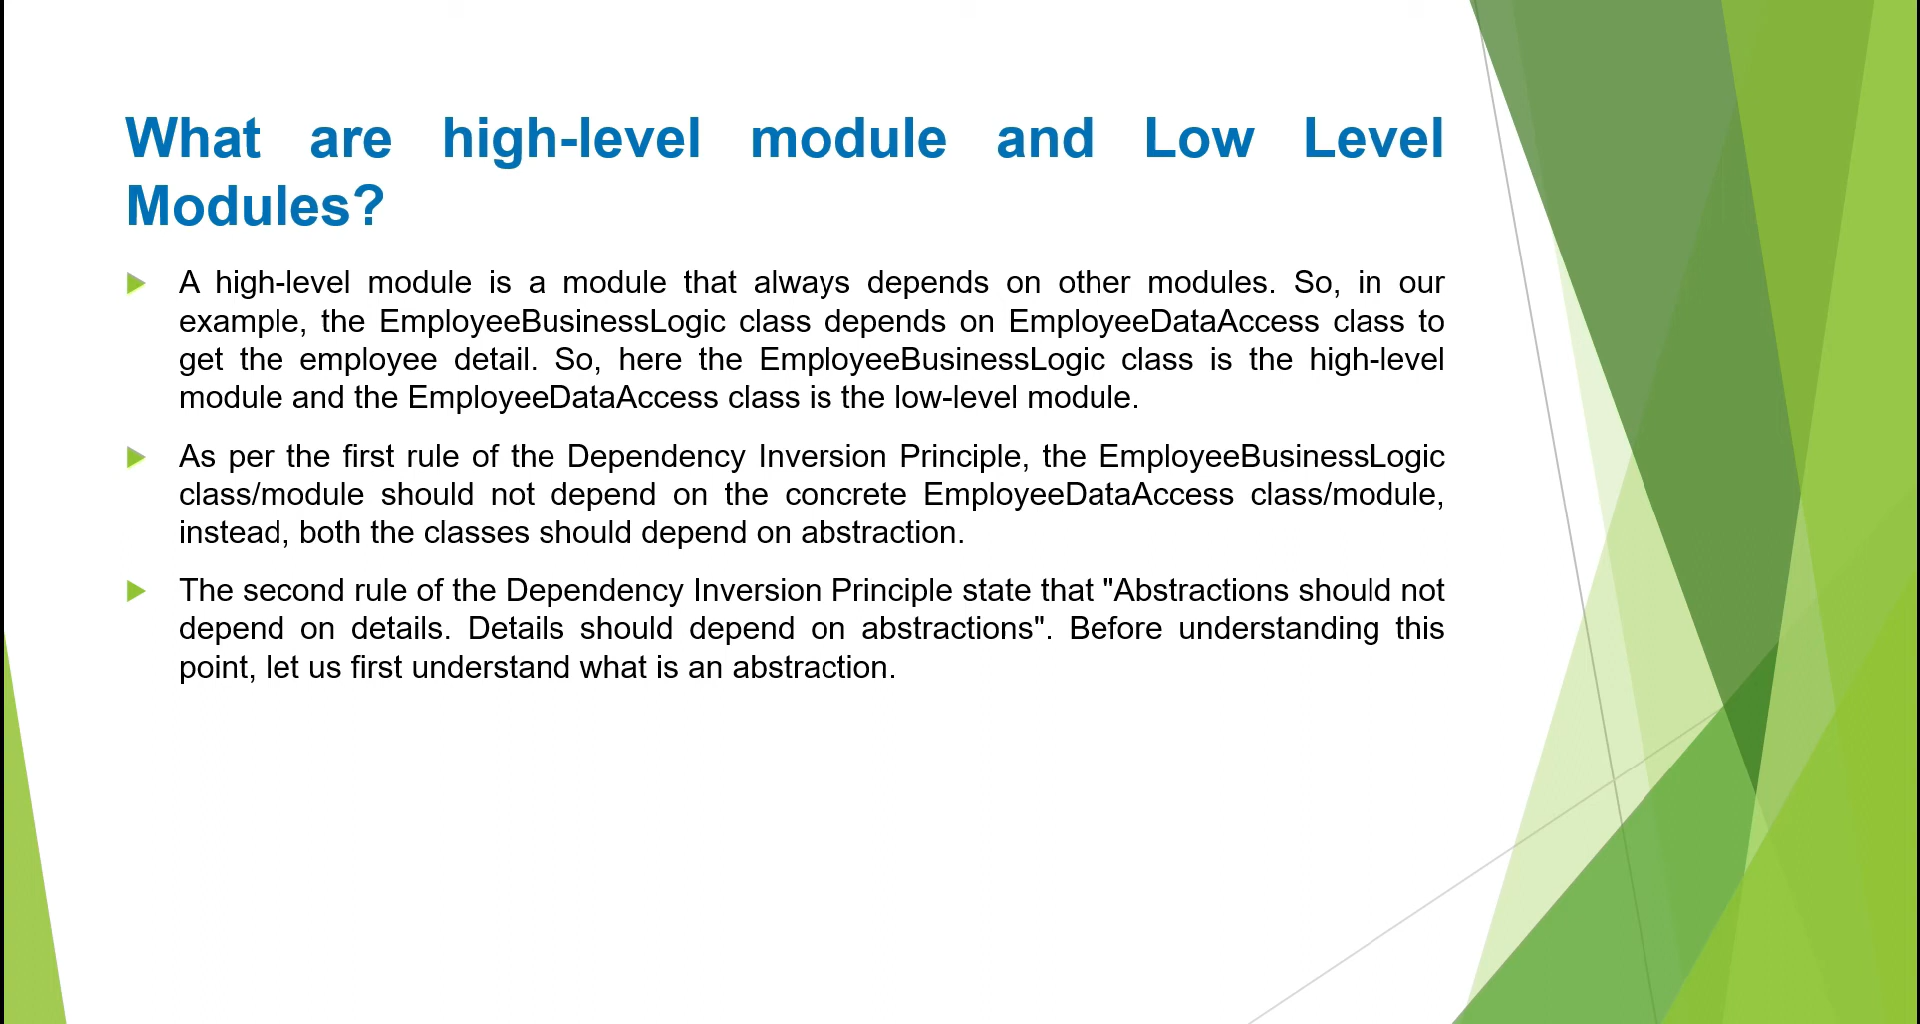 What are high-level module and Low Level
Modules?
A high-level module is a module that always depends on other modules. So, in our
example, the EmployeeBusinessLogic class depends on EmployeeDataAccess class to
get the employee detail. So, here the EmployeeBusinessLogic class is the high-level
module and the EmployeeDataAccess class is the low-level module.
As per the first rule of the Dependency Inversion Principle, the EmployeeBusinessLogic
class/module should not depend on the concrete EmployeeDataAccess class/module,
instead, both the classes should depend on abstraction.
The second rule of the Dependency Inversion Principle state that "Abstractions should not
depend on details. Details should depend on abstractions". Before understanding this
point, let us first understand what is an abstraction.